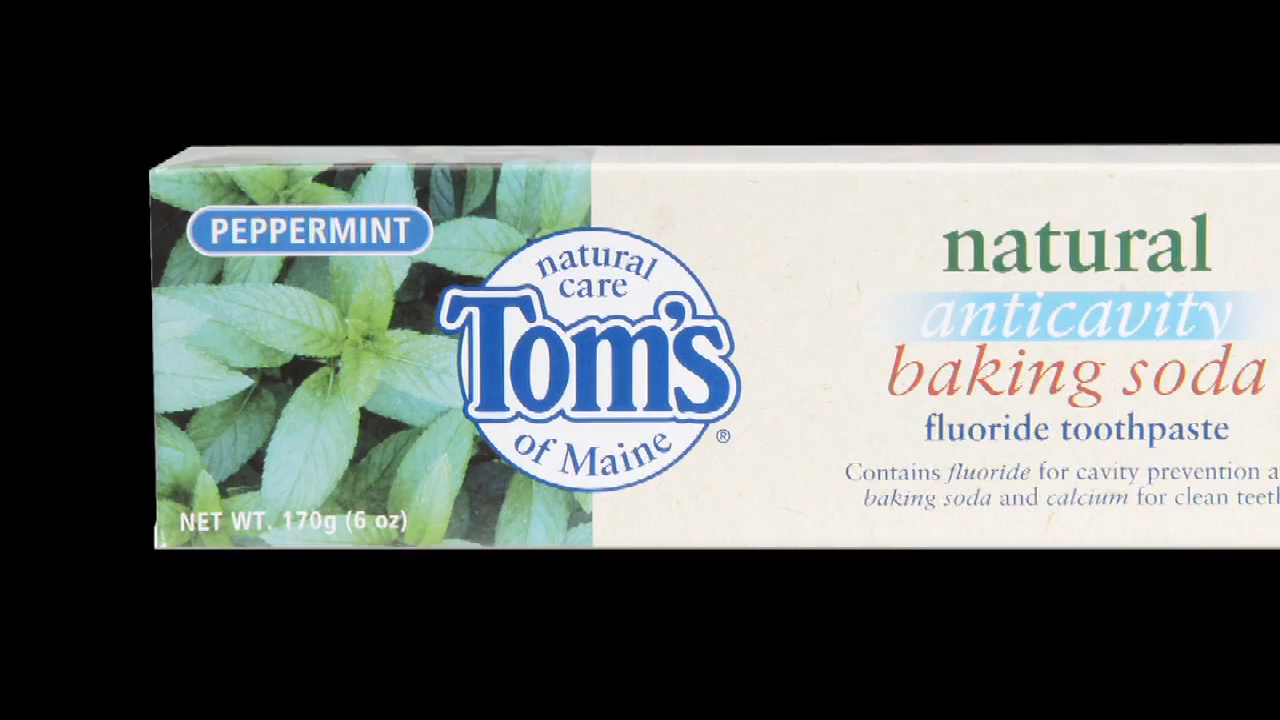 PEPPERMINT
natural
care
Tom's
of Maine
®
NET WT. 170g (6 oz)
natural
anticavity
baking soda
fluoride toothpaste
Contains fluoride for cavity prevention
baking soda and calcium for clean